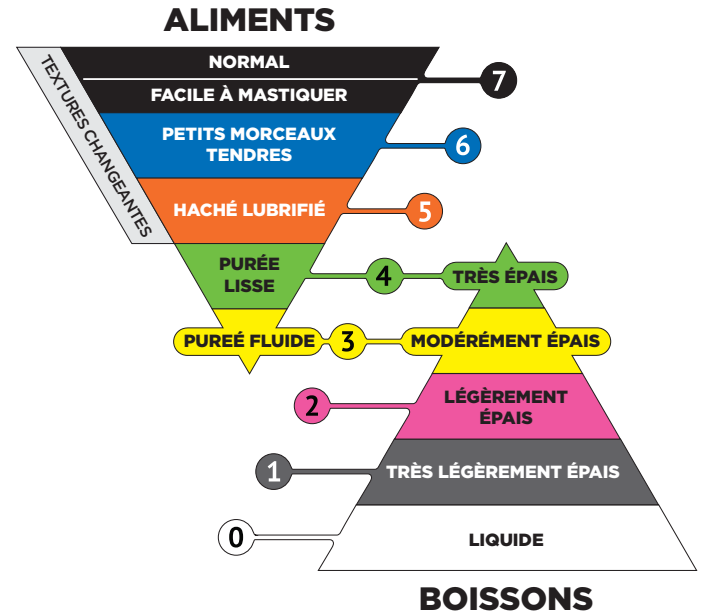 ALIMENTS
TEXTURES CHANGEANTES
NORMAL
FACILE À MASTIQUER
7
PETITS MORCEAUX
TENDRES
6
HACHÉ LUBRIFIÉ
5
PURÉE
LISSE
4
TRÈS ÉPAIS
PUREÉ FLUIDE
3
MODÉRÉMENT ÉPAIS
2
LÉGÈREMENT
ÉPAIS
1
TRÈS LÉGÈREMENT ÉPAIS
0
LIQUIDE
BOISSONS